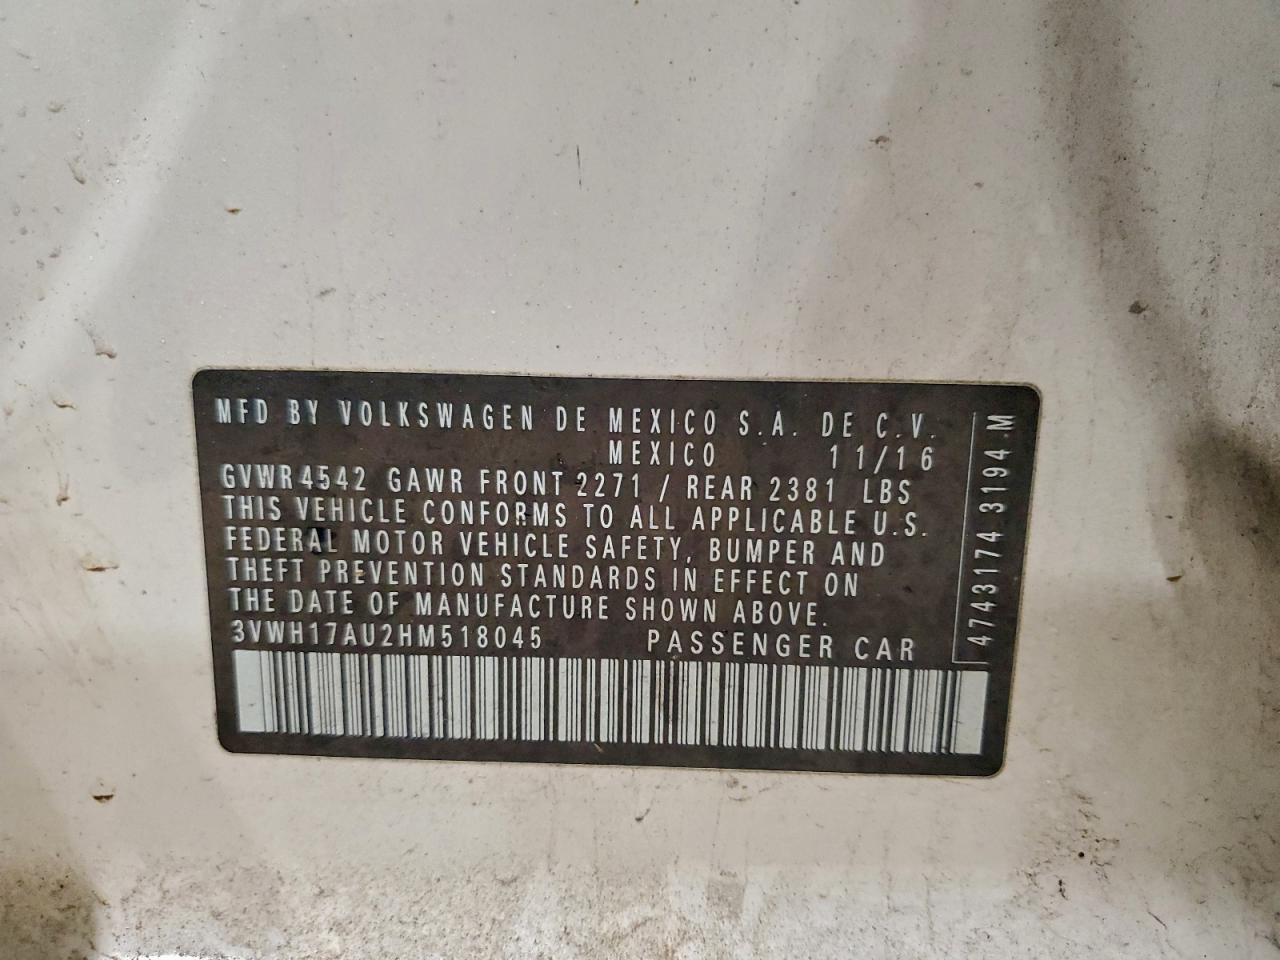 MFD BY VOLKSWAGEN DE MEXICO S.A. DE C.V.
MEXICO 11/16
GVWR 4542 GAWR FRONT 2271 / REAR 2381 LBS
THIS VEHICLE CONFORMS TO ALL APPLICABLE U.S.
FEDERAL MOTOR VEHICLE SAFETY, BUMPER AND
THEFT PREVENTION STANDARDS IN EFFECT ON
THE DATE OF MANUFACTURE SHOWN ABOVE.
3VWH17AU2HM518045 PASSENGER CAR
4743174 3194 M